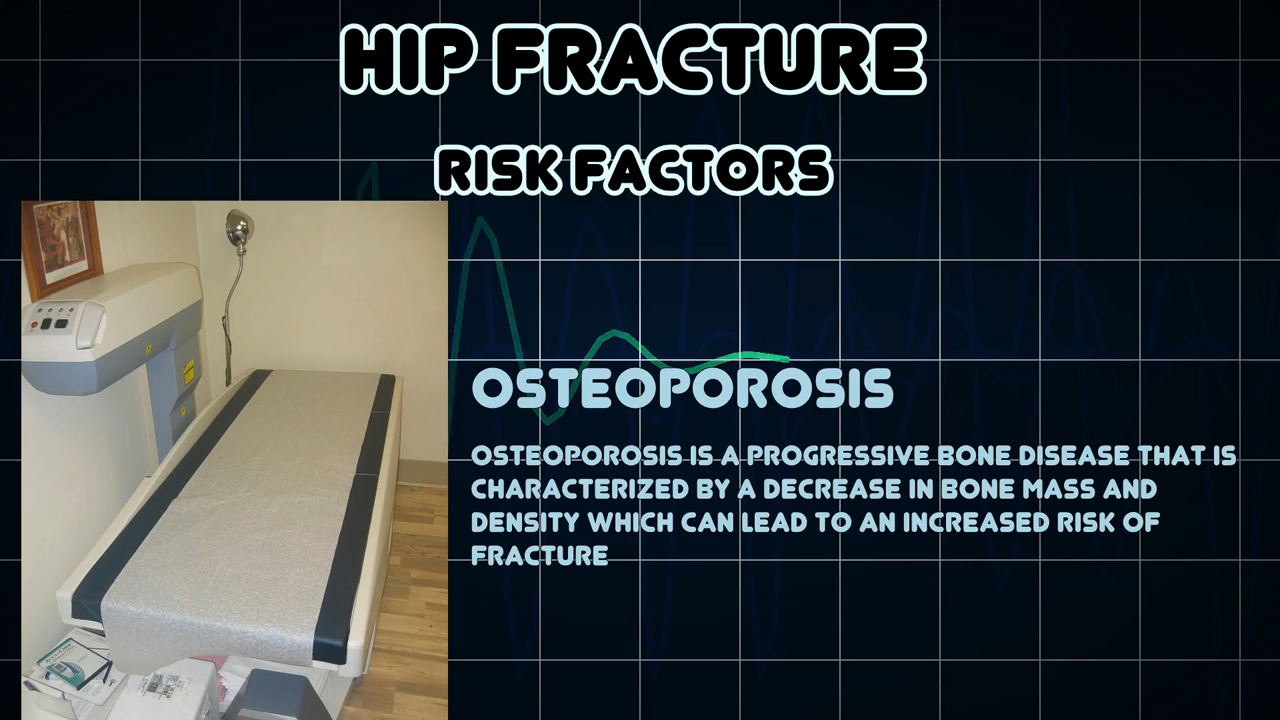 HIP FRACTURE
RISK FACTORS
OSTEOPOROSIS
OSTEOPOROSIS IS A PROGRESSIVE BONE DISEASE THAT IS
CHARACTERIZED BY A DECREASE IN BONE MASS AND
DENSITY WHICH CAN LEAD TO AN INCREASED RISK OF
FRACTURE